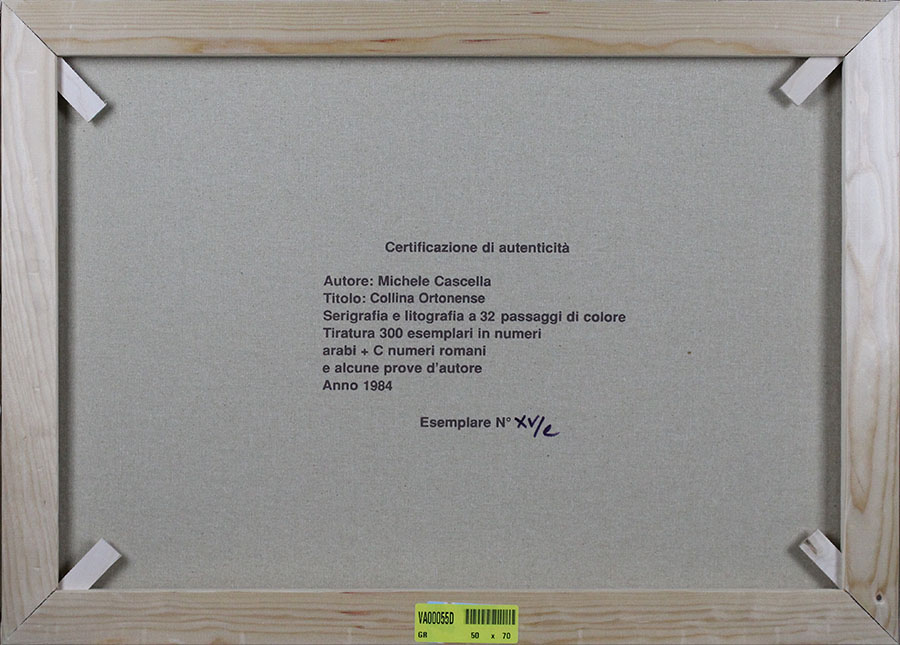 Certificazione di autenticità
Autore: Michele Cascella
Titolo: Collina Ortonense
Serigrafia e litografia a 32 passaggi di colore
Tiratura 300 esemplari in numeri
arabi + C numeri romani
e alcune prove d'autore
Anno 1984
Esemplare N° XV/C
VA00055D
GR 50 x 70